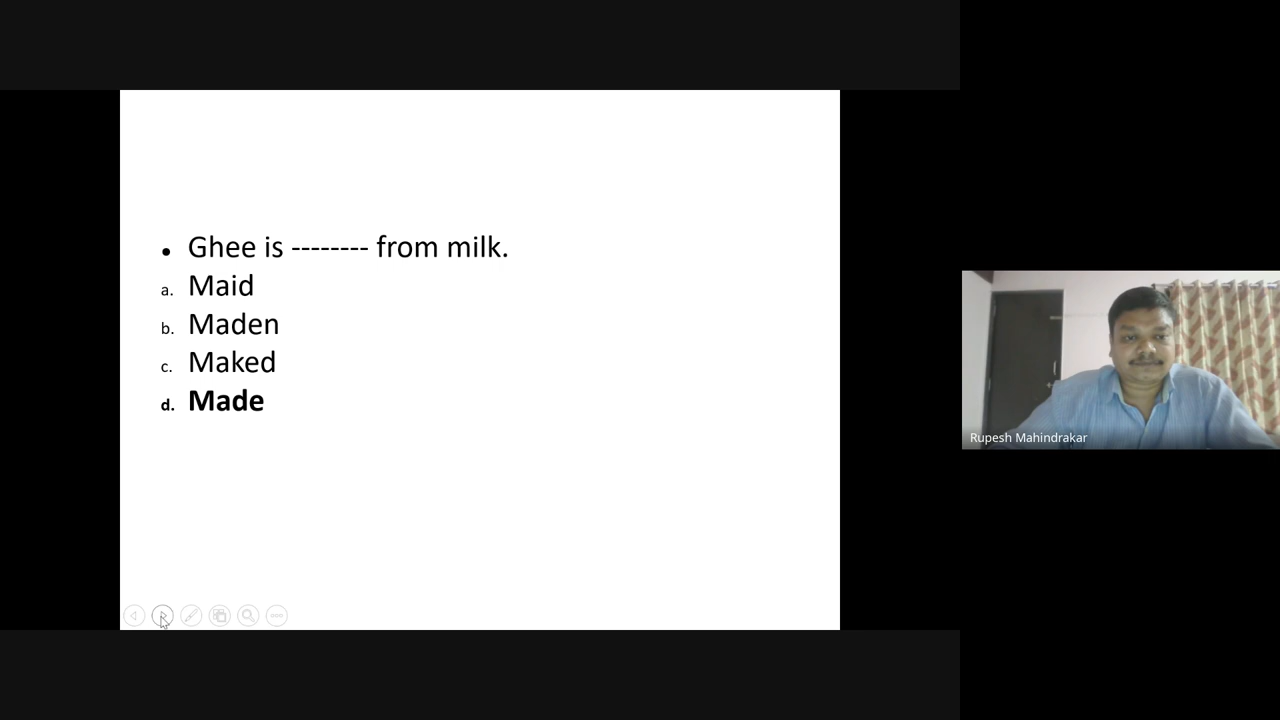 • Ghee is -------- from milk.
a. Maid
b. Maden
c. Maked
d. Made
Rupesh Mahindrakar